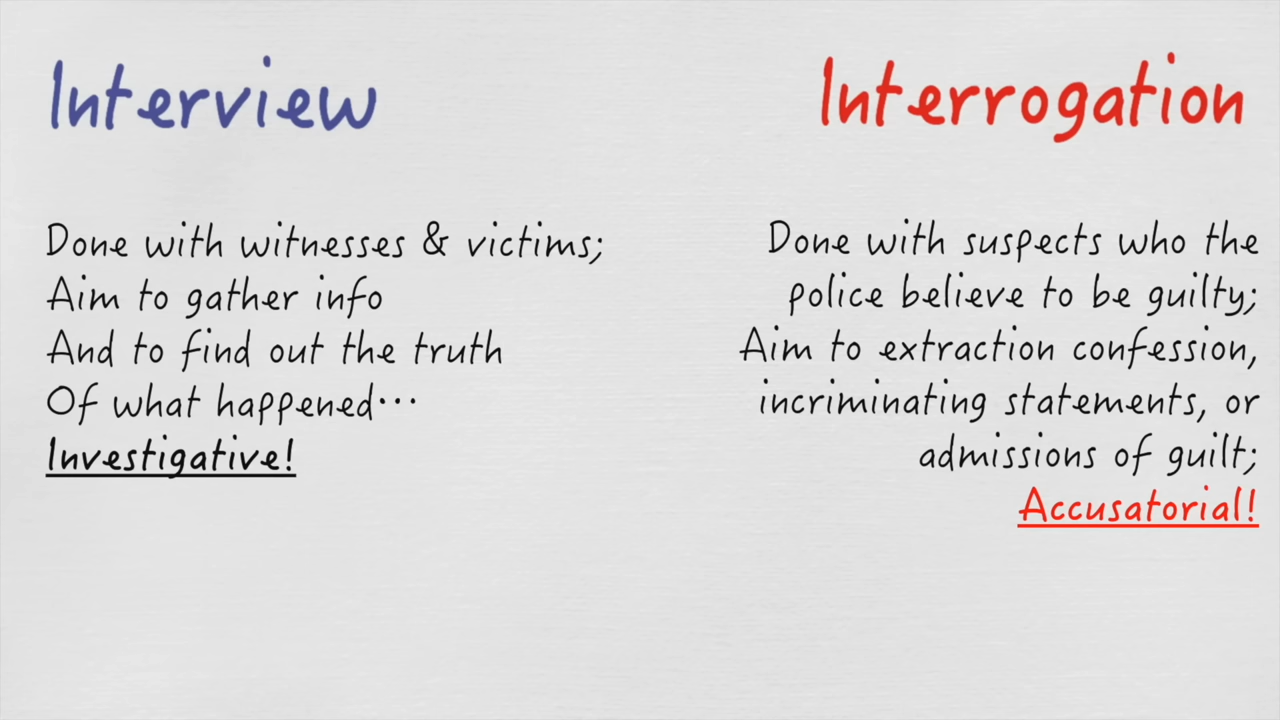 Interview
Done with witnesses & victims;
Aim to gather info
And to find out the truth
Of what happened...
Investigative!
Interrogation
Done with suspects who the
police believe to be guilty;
Aim to extraction confession,
incriminating statements, or
admissions of guilt;
Accusatorial!